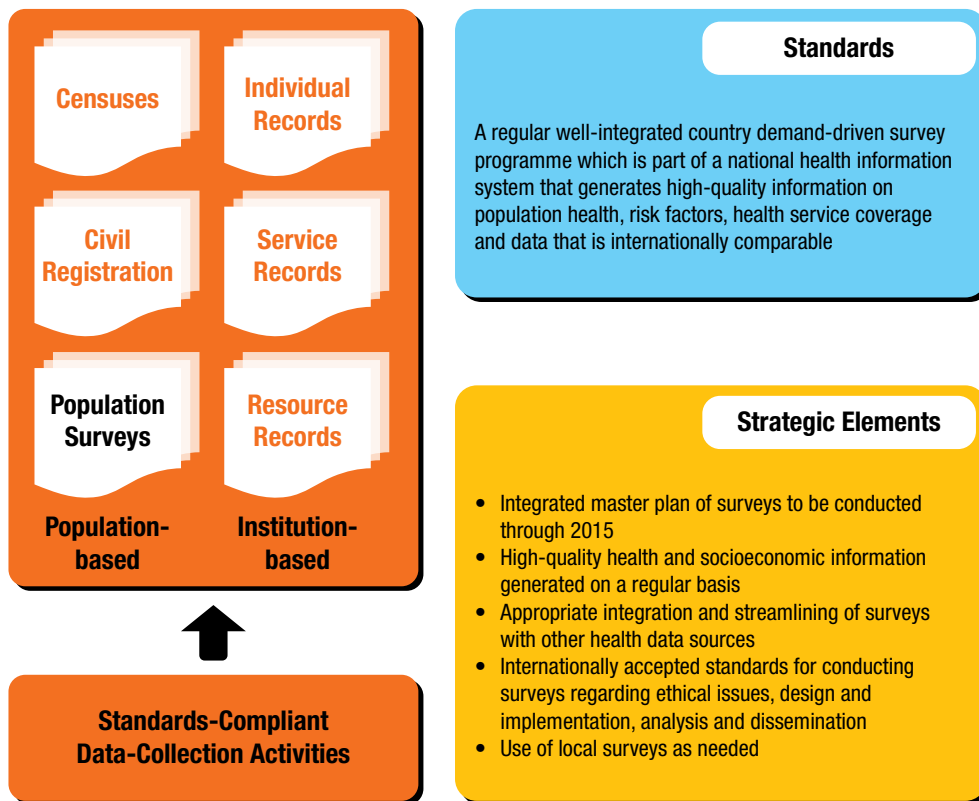 Censuses
Individual
Records
Civil
Registration
Service
Records
Population
Surveys
Resource
Records
Population-
based
Institution-
based
Standards-Compliant
Data-Collection Activities
Standards
A regular well-integrated country demand-driven survey
programme which is part of a national health information
system that generates high-quality information on
population health, risk factors, health service coverage
and data that is internationally comparable
Strategic Elements
• Integrated master plan of surveys to be conducted
through 2015
• High-quality health and socioeconomic information
generated on a regular basis
• Appropriate integration and streamlining of surveys
with other health data sources
• Internationally accepted standards for conducting
surveys regarding ethical issues, design and
implementation, analysis and dissemination
• Use of local surveys as needed